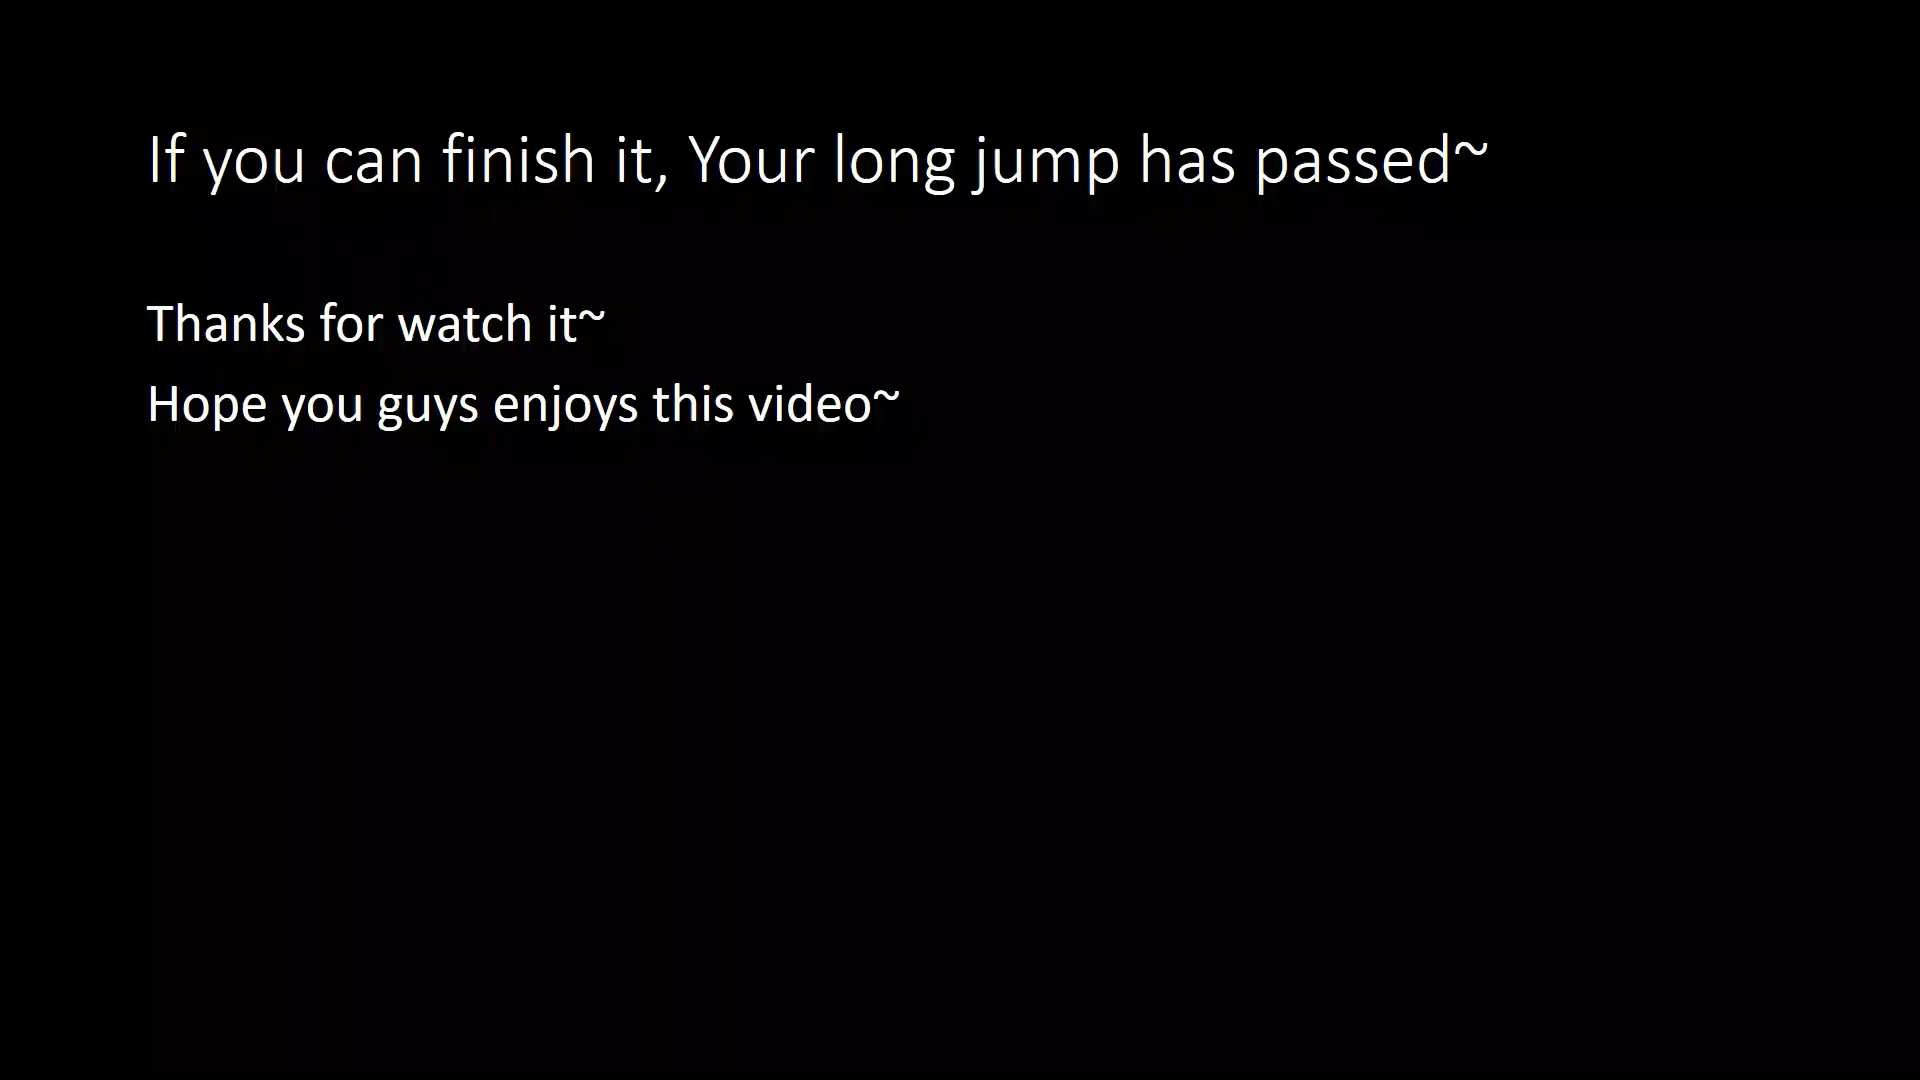 If you can finish it, Your long jump has passed~
Thanks for watch it~
Hope you guys enjoys this video~